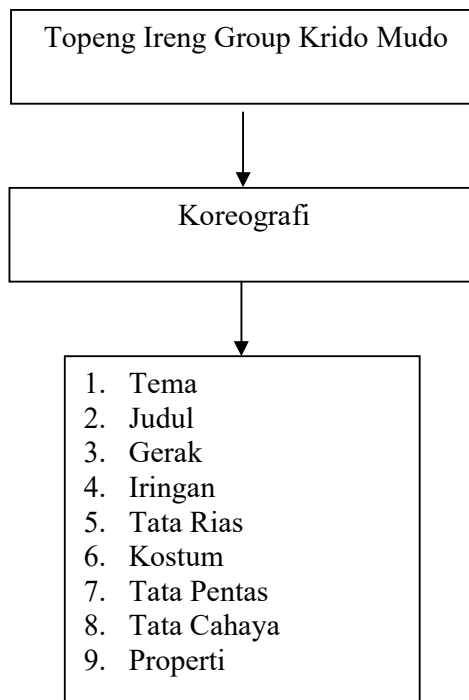 Topeng Ireng Group Krido Mudo
Koreografi
1. Tema
2. Judul
3. Gerak
4. Iringan
5. Tata Rias
6. Kostum
7. Tata Pentas
8. Tata Cahaya
9. Properti